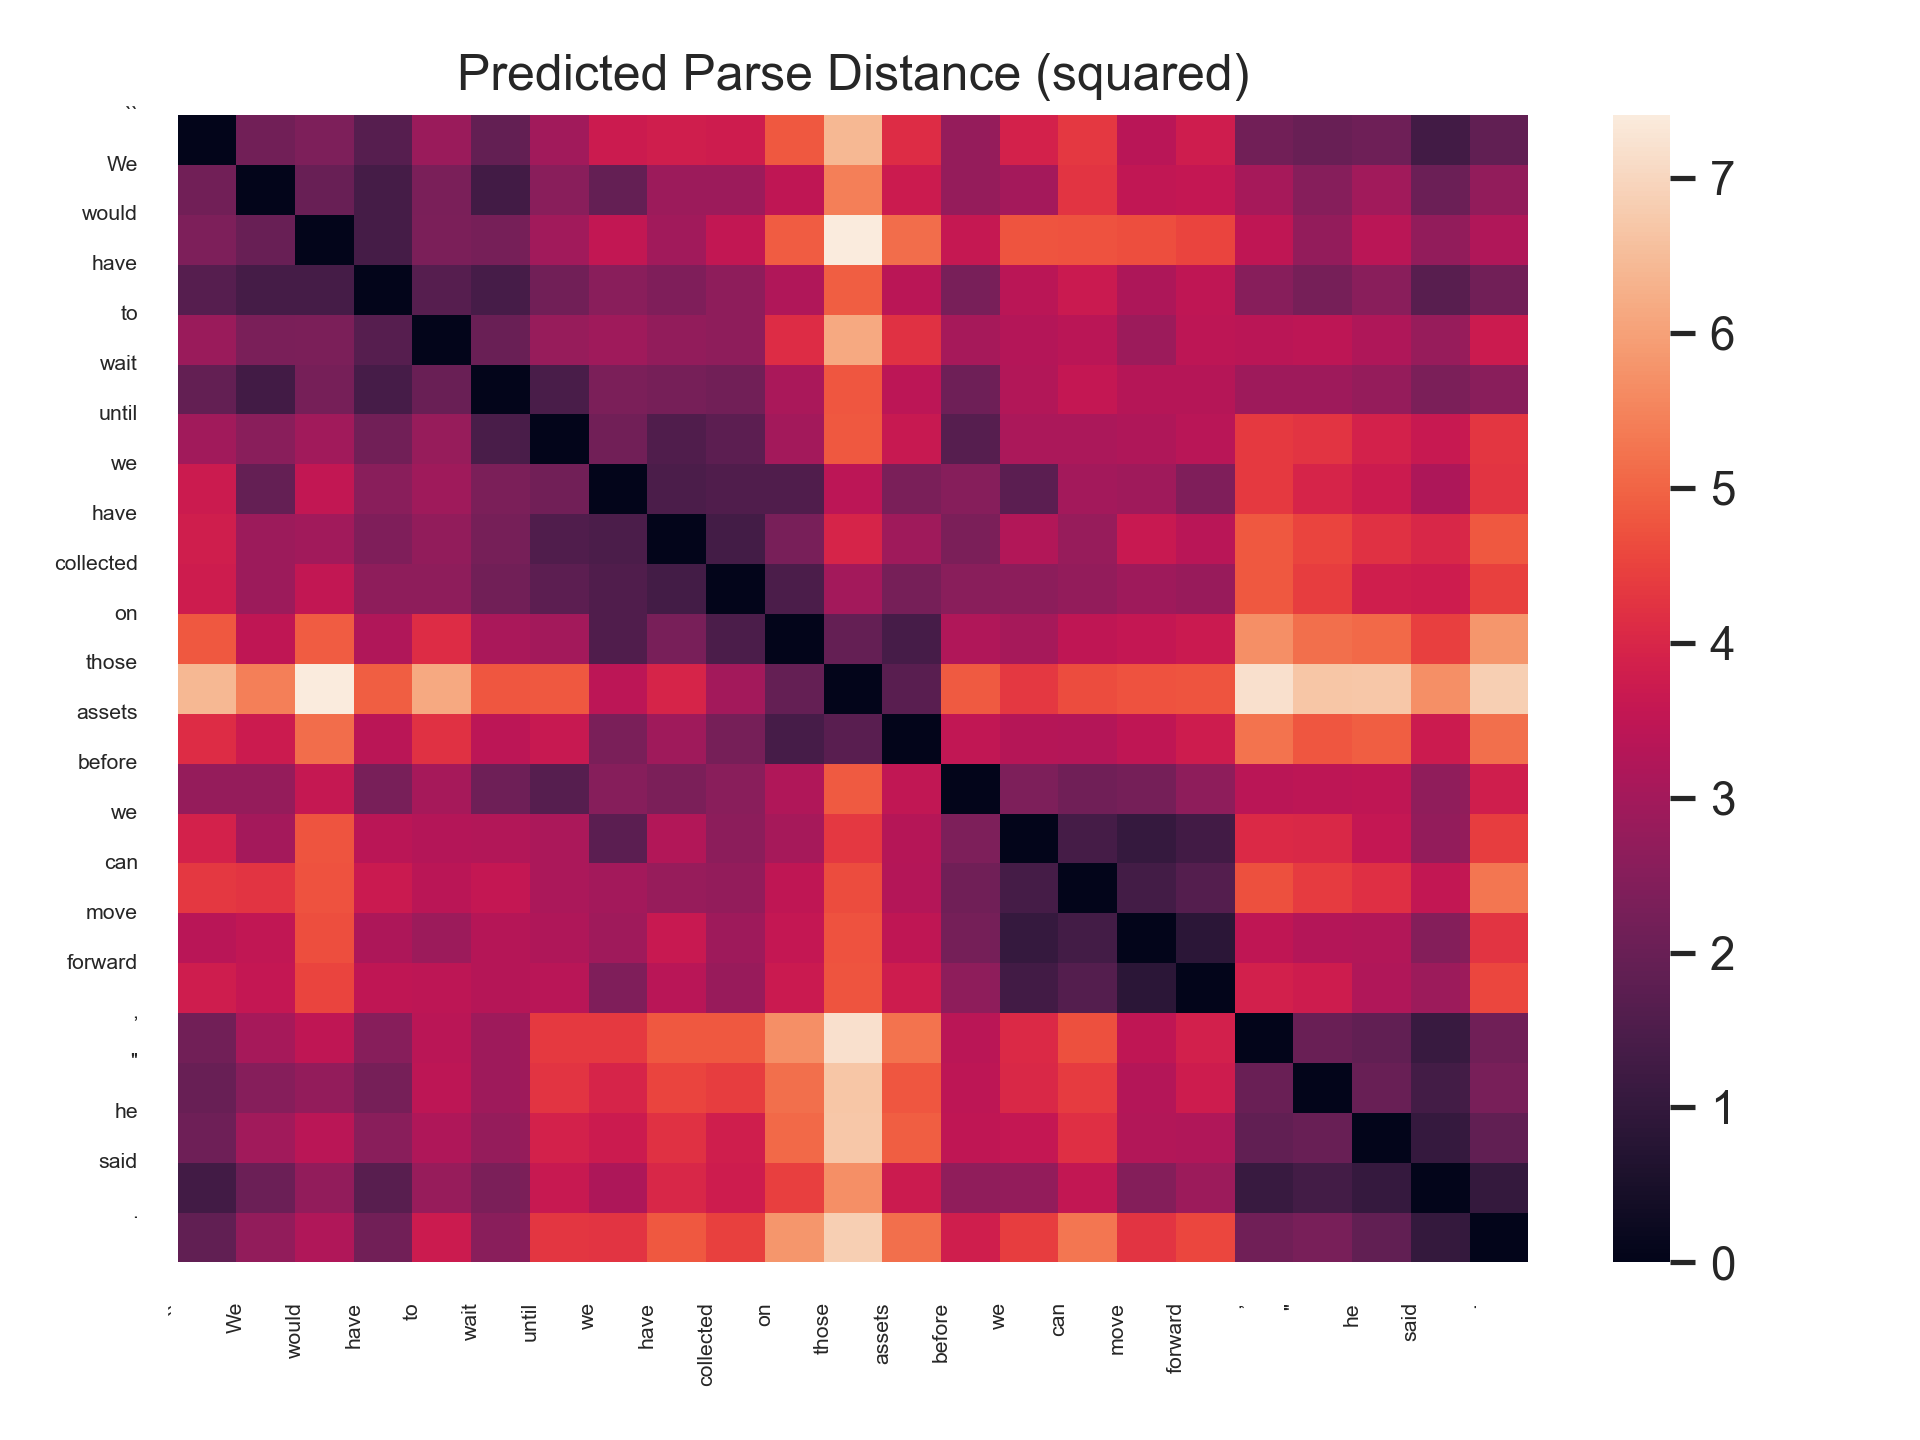 Predicted Parse Distance (squared)
``
We
would
have
to
wait
until
we
have
collected
on
those
assets
before
we
can
move
forward
,
"
he
said
.
7
6
5
4
3
2
1
0
`` We would have to wait until we have collected on those assets before we can move forward , " he said .